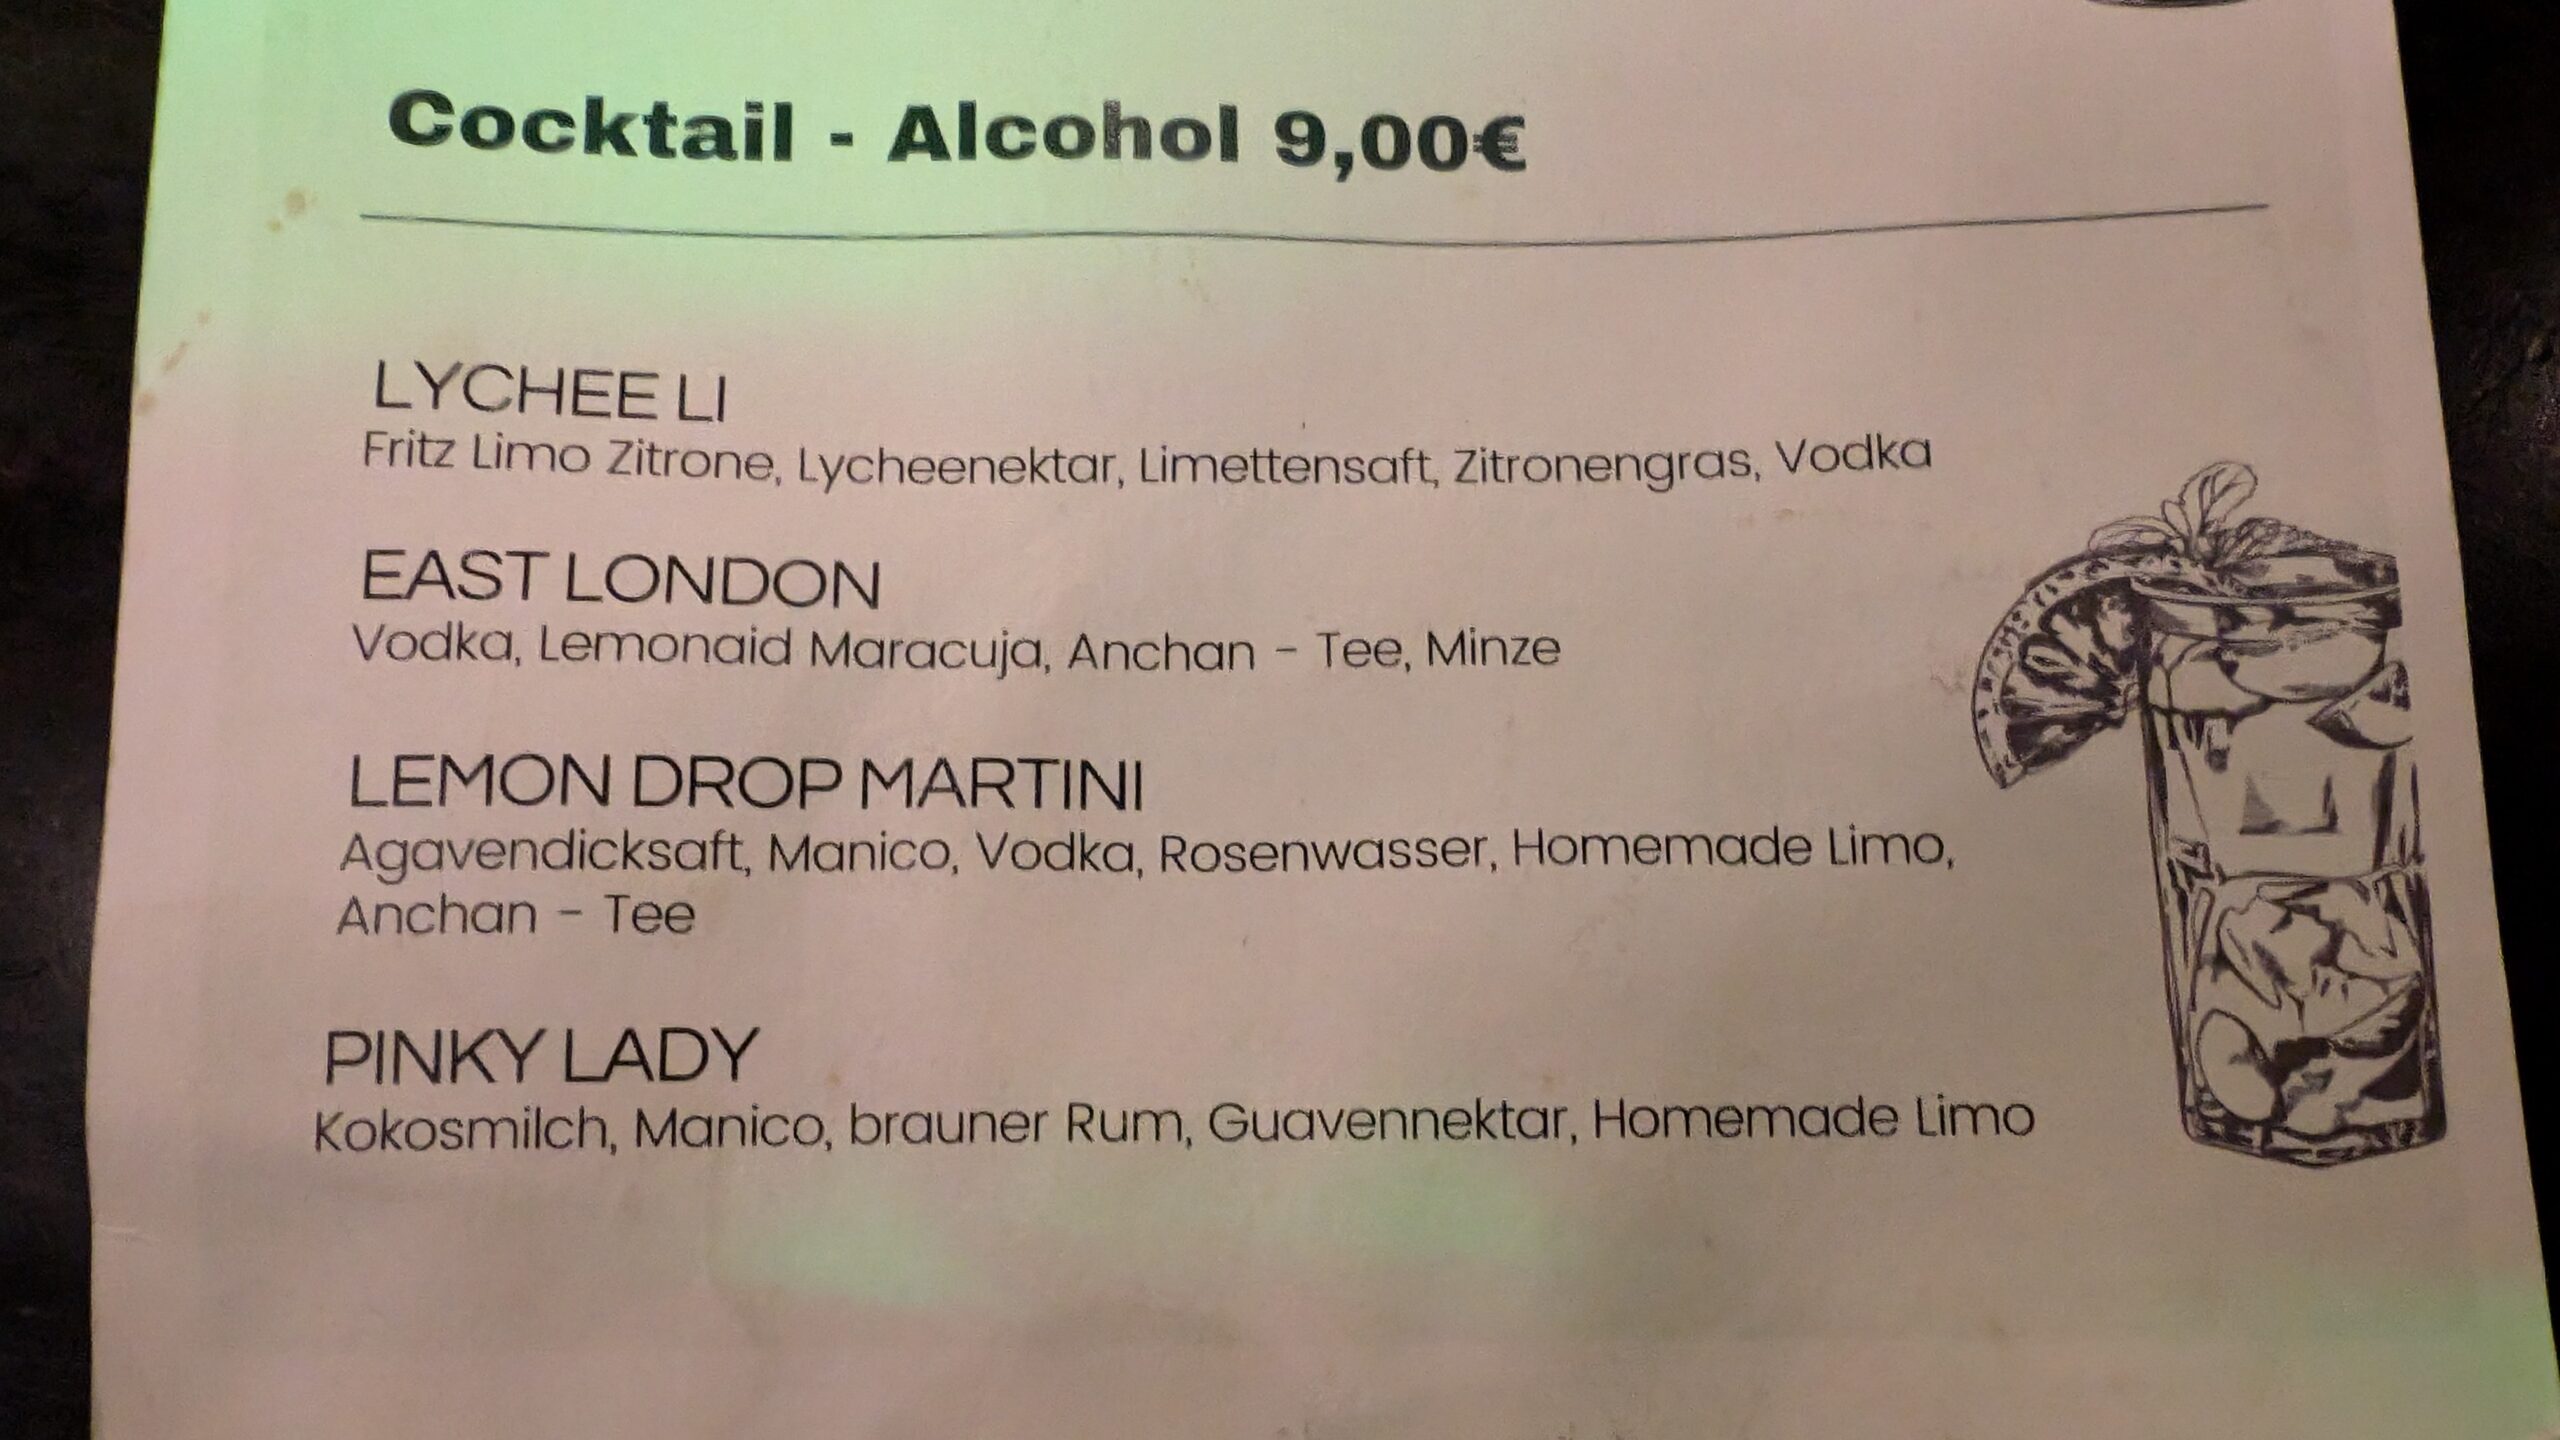 Cocktail - Alcohol 9,00€
LYCHEE LI
Fritz Limo Zitrone, Lycheenektar, Limettensaft, Zitronengras, Vodka
EAST LONDON
Vodka, Lemonaid Maracuja, Anchan - Tee, Minze
LEMON DROP MARTINI
Agavendicksaft, Manico, Vodka, Rosenwasser, Homemade Limo,
Anchan - Tee
PINKY LADY
Kokosmilch, Manico, brauner Rum, Guavennektar, Homemade Limo